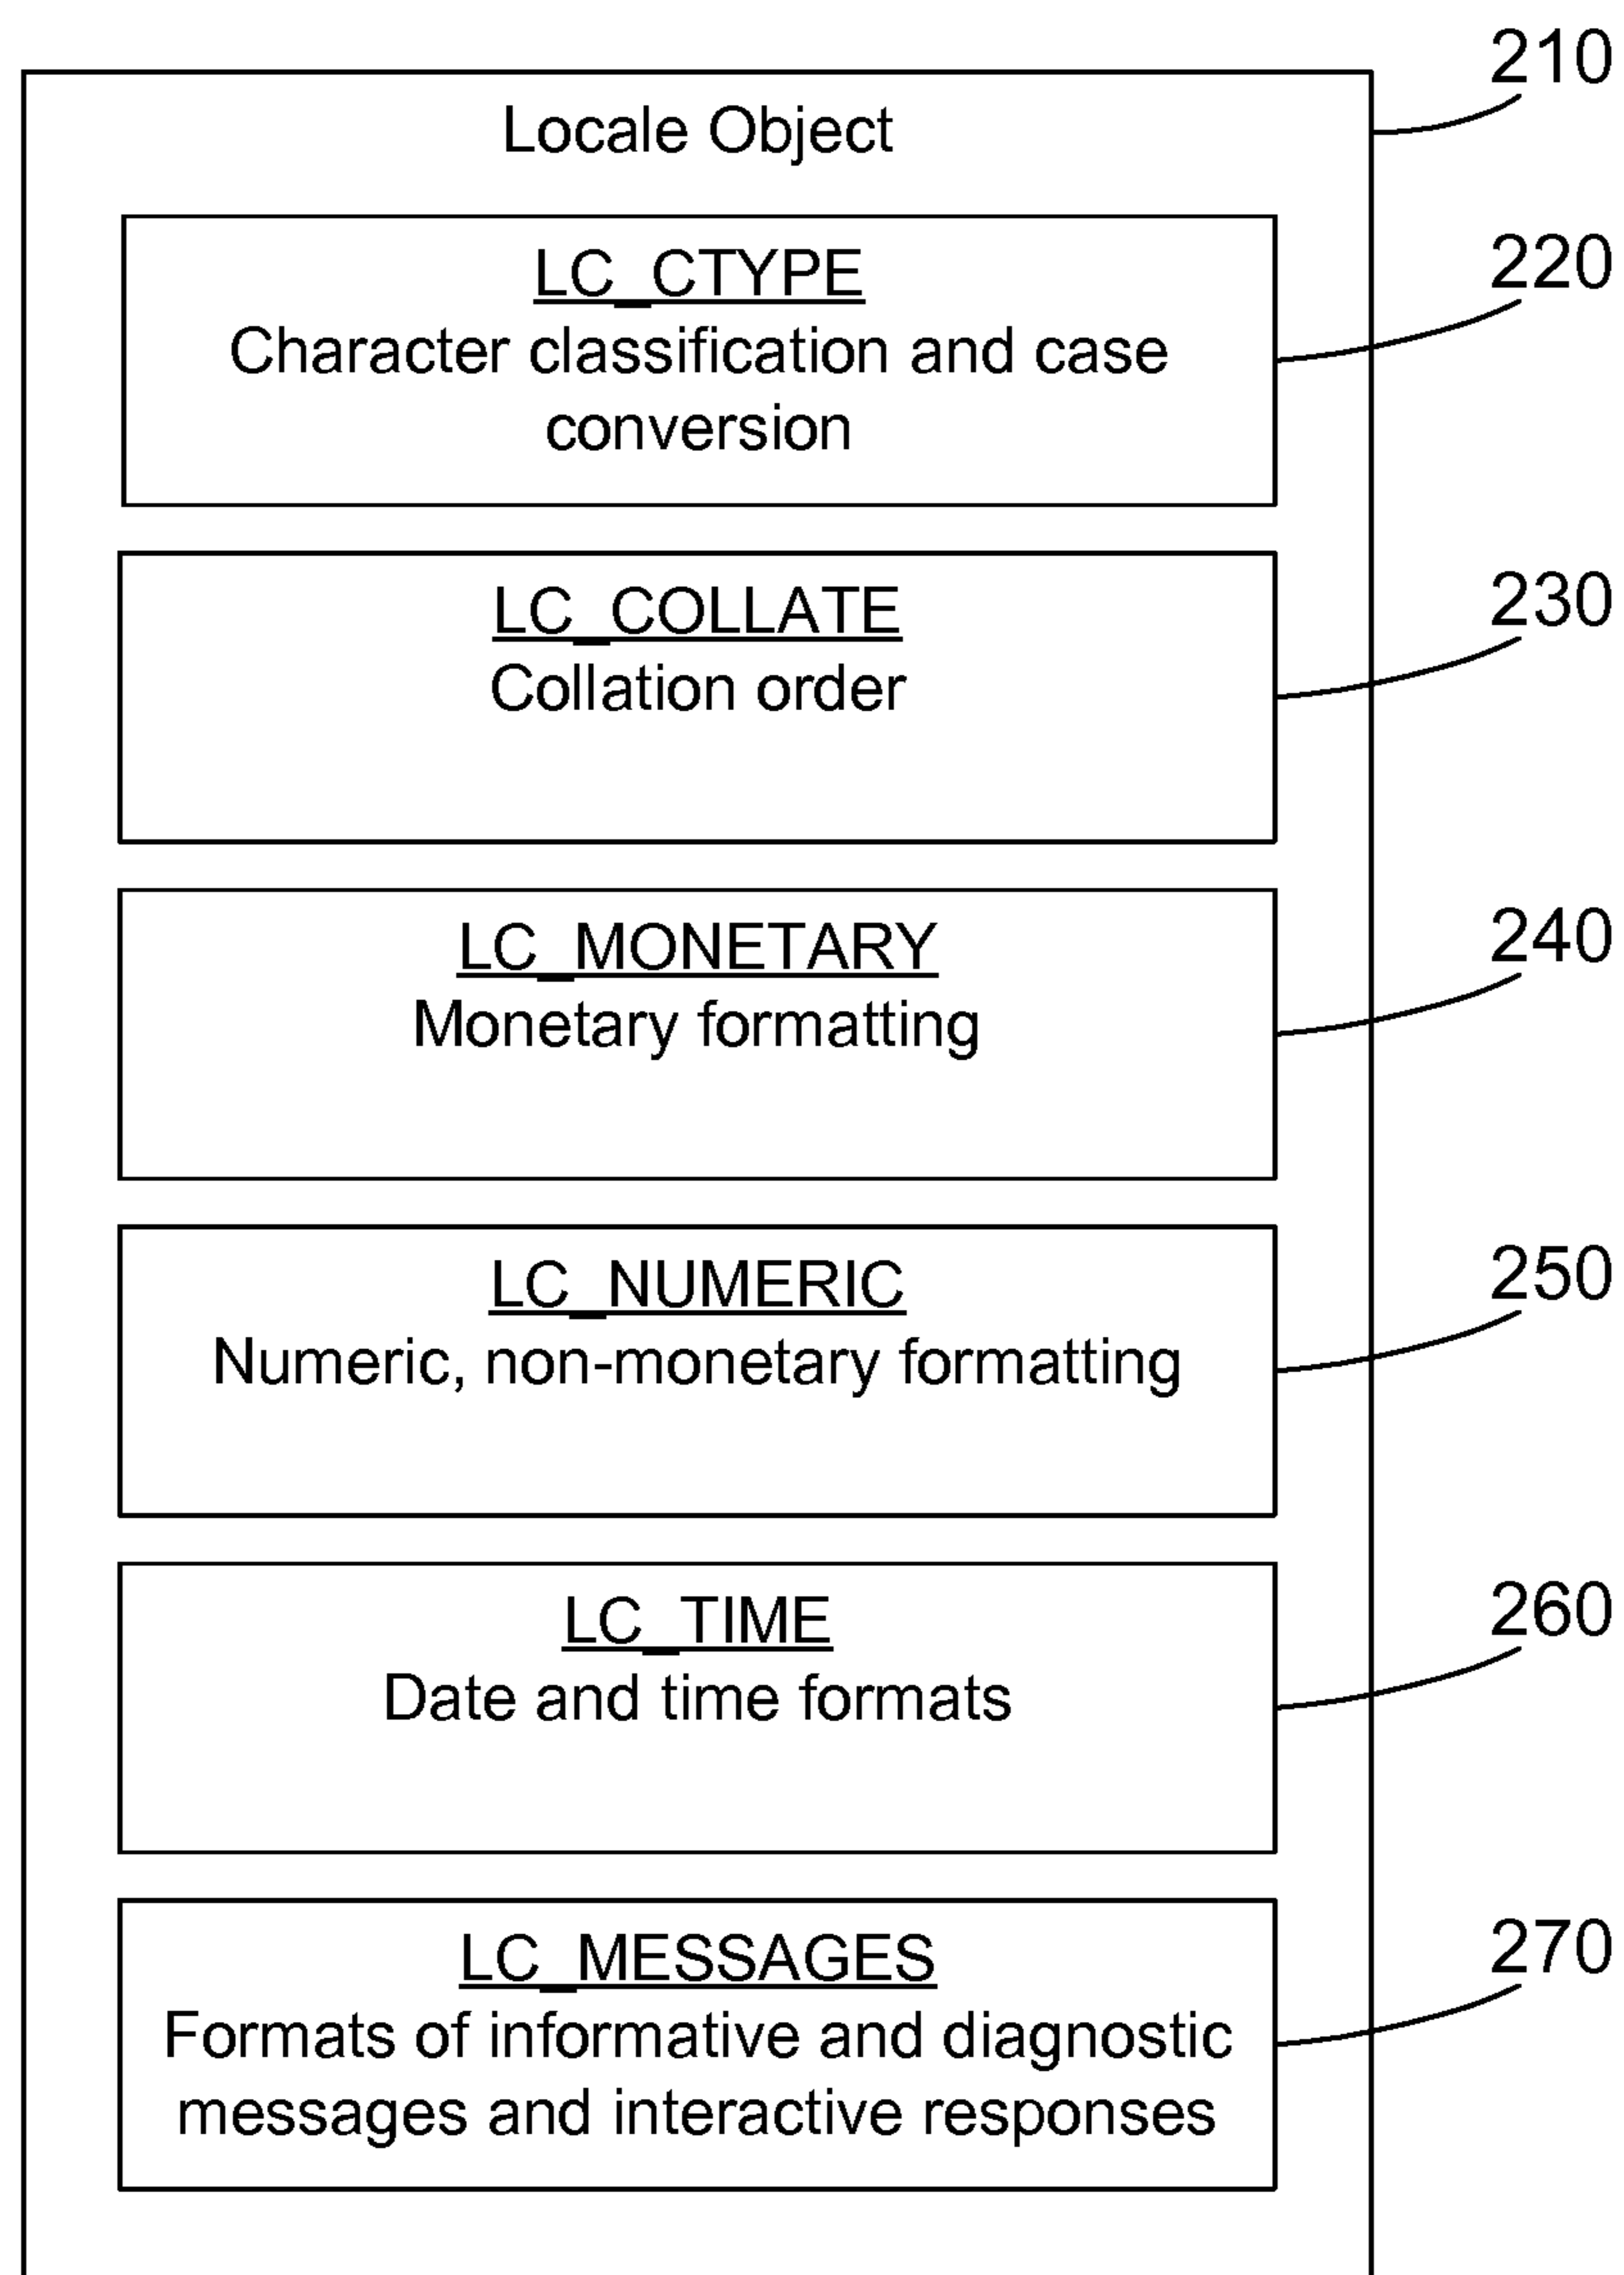 210
Locale Object
220
LC_CTYPE
Character classification and case
conversion
230
LC_COLLATE
Collation order
240
LC_MONETARY
Monetary formatting
250
LC_NUMERIC
Numeric, non-monetary formatting
260
LC_TIME
Date and time formats
270
LC_MESSAGES
Formats of informative and diagnostic
messages and interactive responses